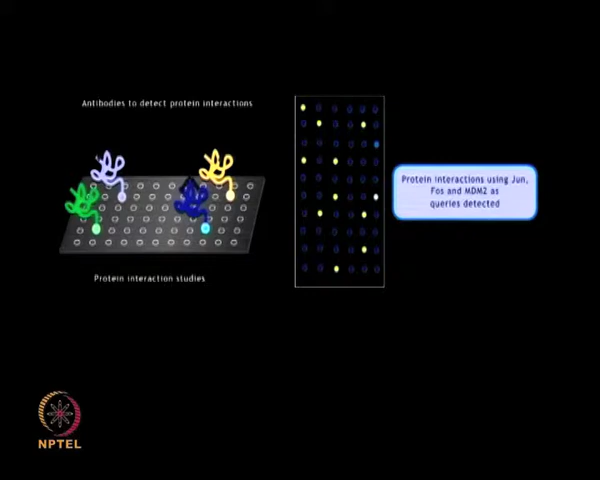 Antibodies to detect protein interactions
Protein interactions using Jun,
Fos and MDM2 as
queries detected
Protein interaction studies
NPTEL